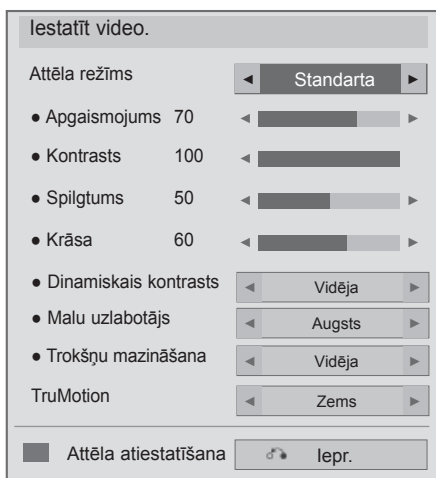 Iestatīt video.
Attēla režīms ◄ Standarta ►
● Apgaismojums 70 ◄ ►
● Kontrasts 100 ◄
● Spilgtums 50 ◄ ►
● Krāsa 60 ◄ ►
● Dinamiskais kontrasts ◄ Vidēja ►
● Malu uzlabotājs ◄ Augsts ►
● Trokšņu mazināšana ◄ Vidēja ►
TruMotion ◄ Zems ►
Attēla atiestatīšana Iepr.